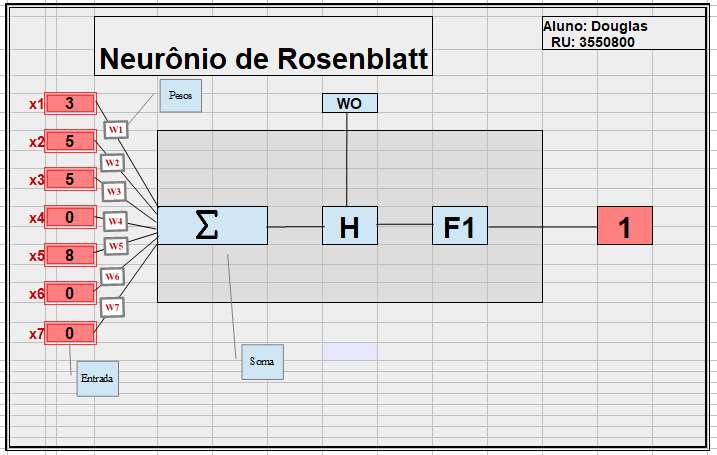 Neurônio de Rosenblatt
Aluno: Douglas
RU: 3550800
x1 3
W1
Pesos
WO
x2 5
W2
x3 5
W3
x4 0
W4
Σ
H
F1
1
x5 8
W5
x6 0
W6
x7 0
W7
Soma
Entrada